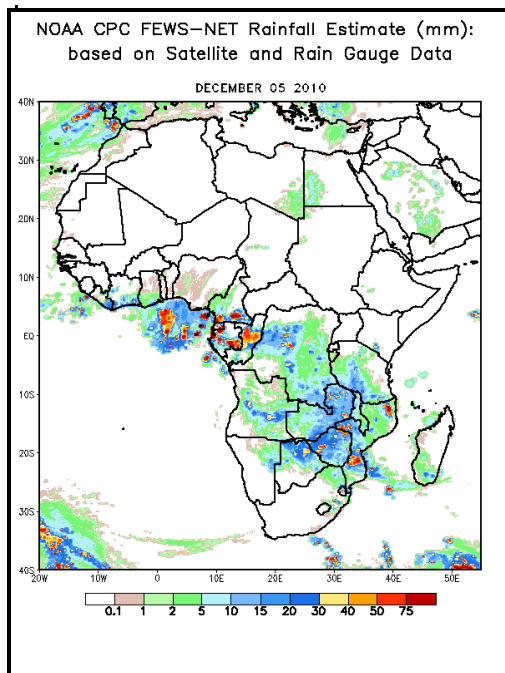 NOAA CPC FEWS-NET Rainfall Estimate (mm):
based on Satellite and Rain Gauge Data
DECEMBER 05 2010
40N
30N
20N
10N
EQ
10S
20S
30S
40S
20W 10W 0 10E 20E 30E 40E 50E
0.1 1 2 5 10 15 20 30 40 50 75